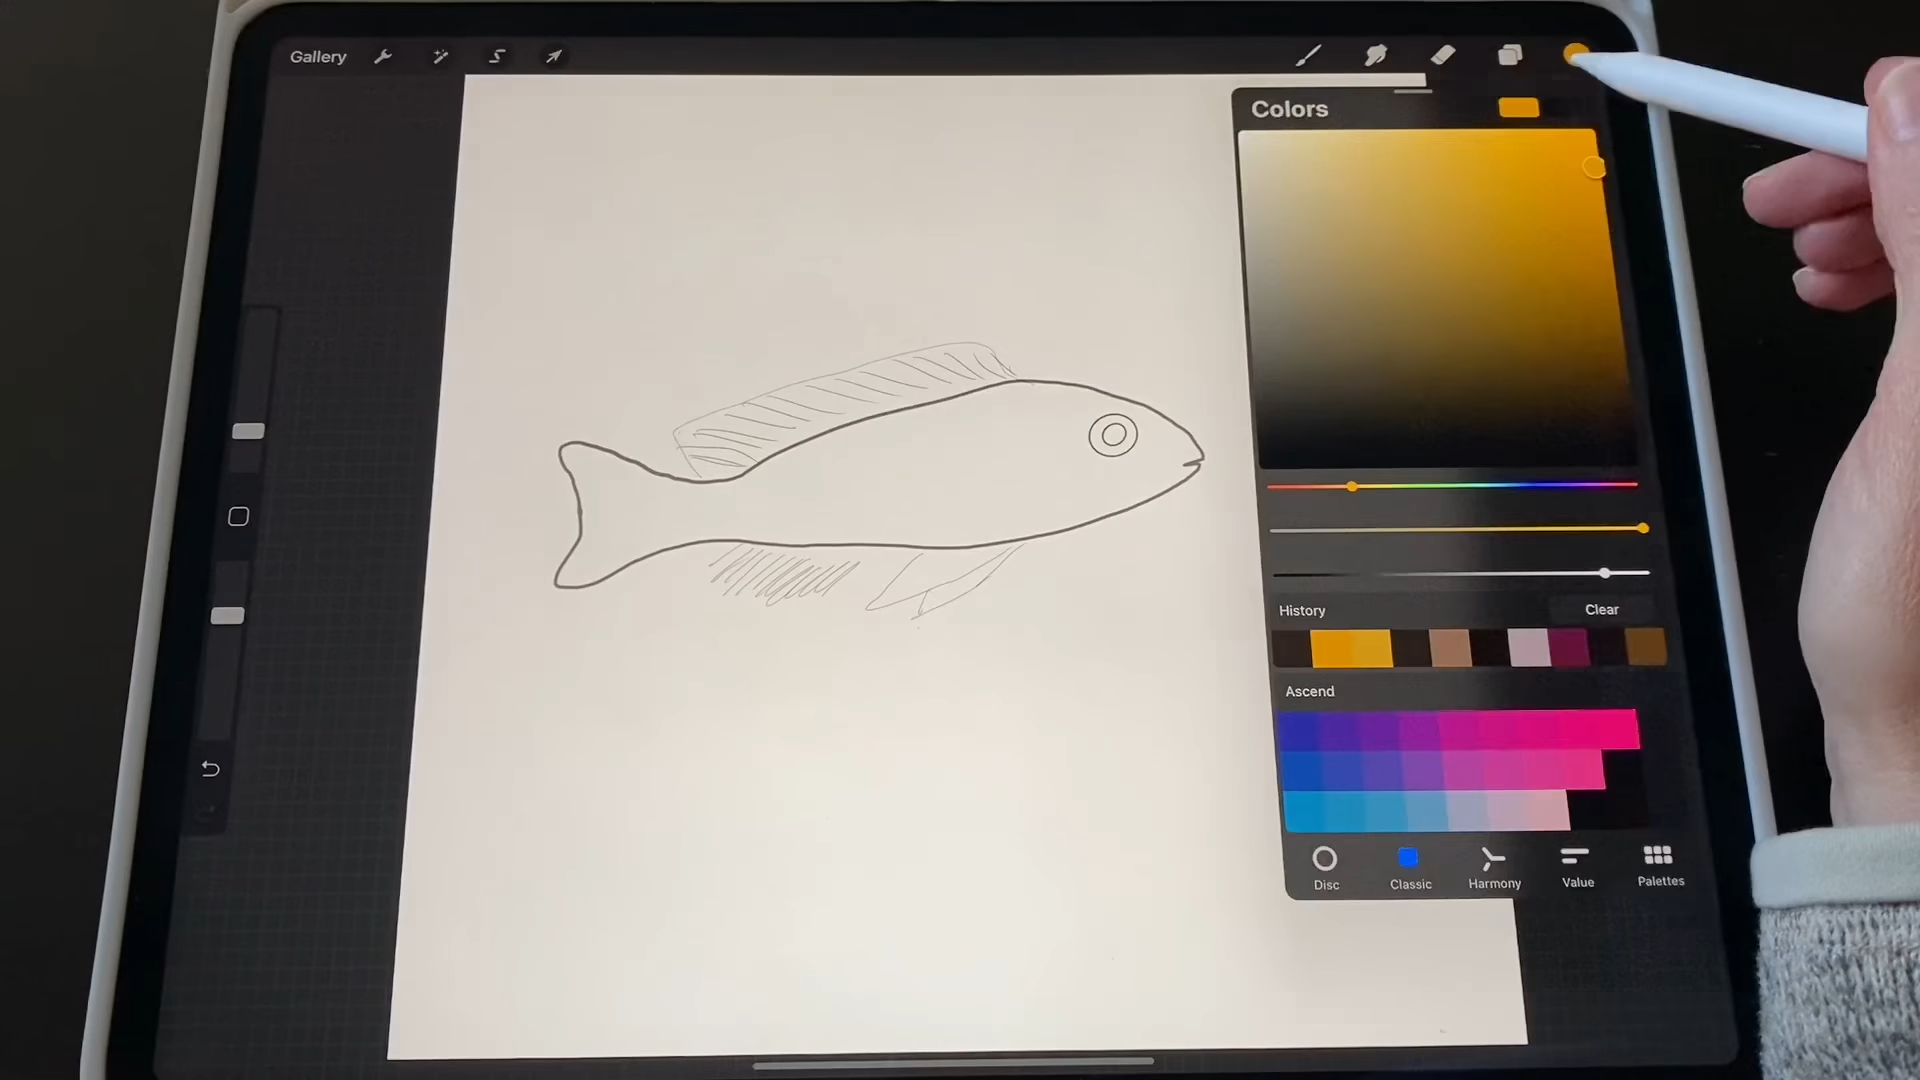 Gallery
Colors
History
Clear
Ascend
Disc
Classic
Harmony
Value
Palettes